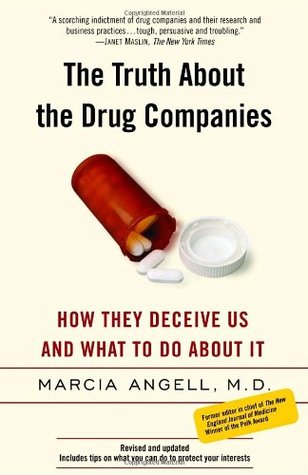 "A scorching indictment of drug companies and their research and
business practices...tough, persuasive and troubling."
—JANET MASLIN, The New York Times
The Truth About
the Drug Companies
HOW THEY DECEIVE US
AND WHAT TO DO ABOUT IT
MARCIA ANGELL, M.D.
Former editor in chief of The New
England Journal of Medicine
Winner of the Polk Award
Revised and updated
Includes tips on what you can do to protect your interests